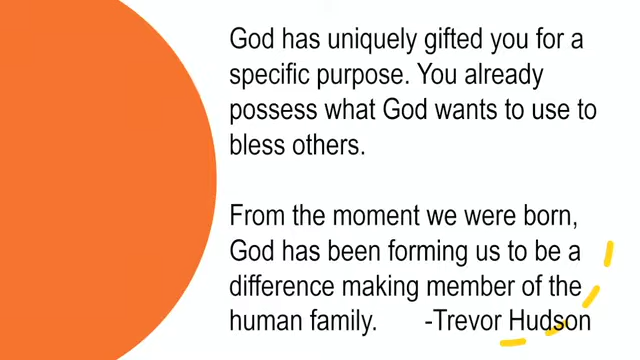 God has uniquely gifted you for a
specific purpose. You already
possess what God wants to use to
bless others.
From the moment we were born,
God has been forming us to be a
difference making member of the
human family. -Trevor Hudson